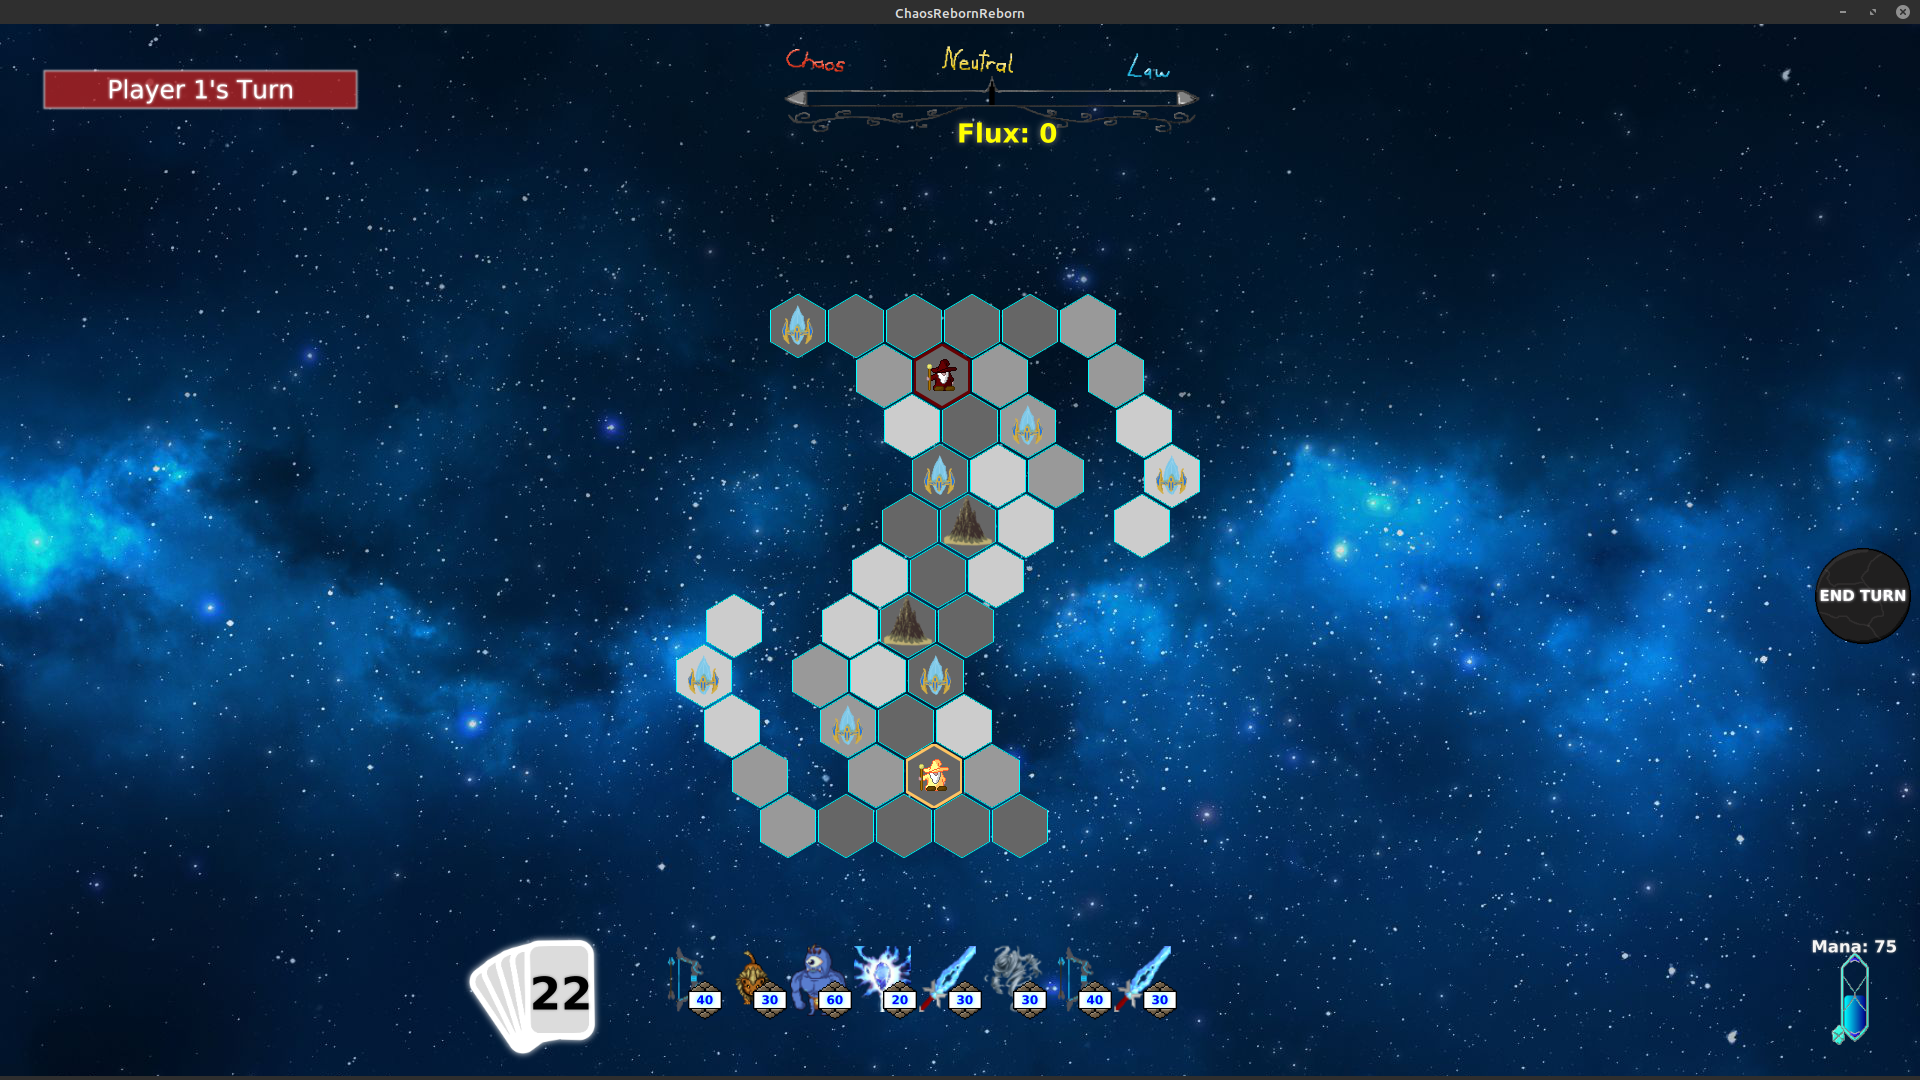 ChaosRebornReborn
Chaos Neutral Law
Player 1's Turn
Flux: 0
END TURN
Mana: 75
22
40 30 60 20 30 30 40 30